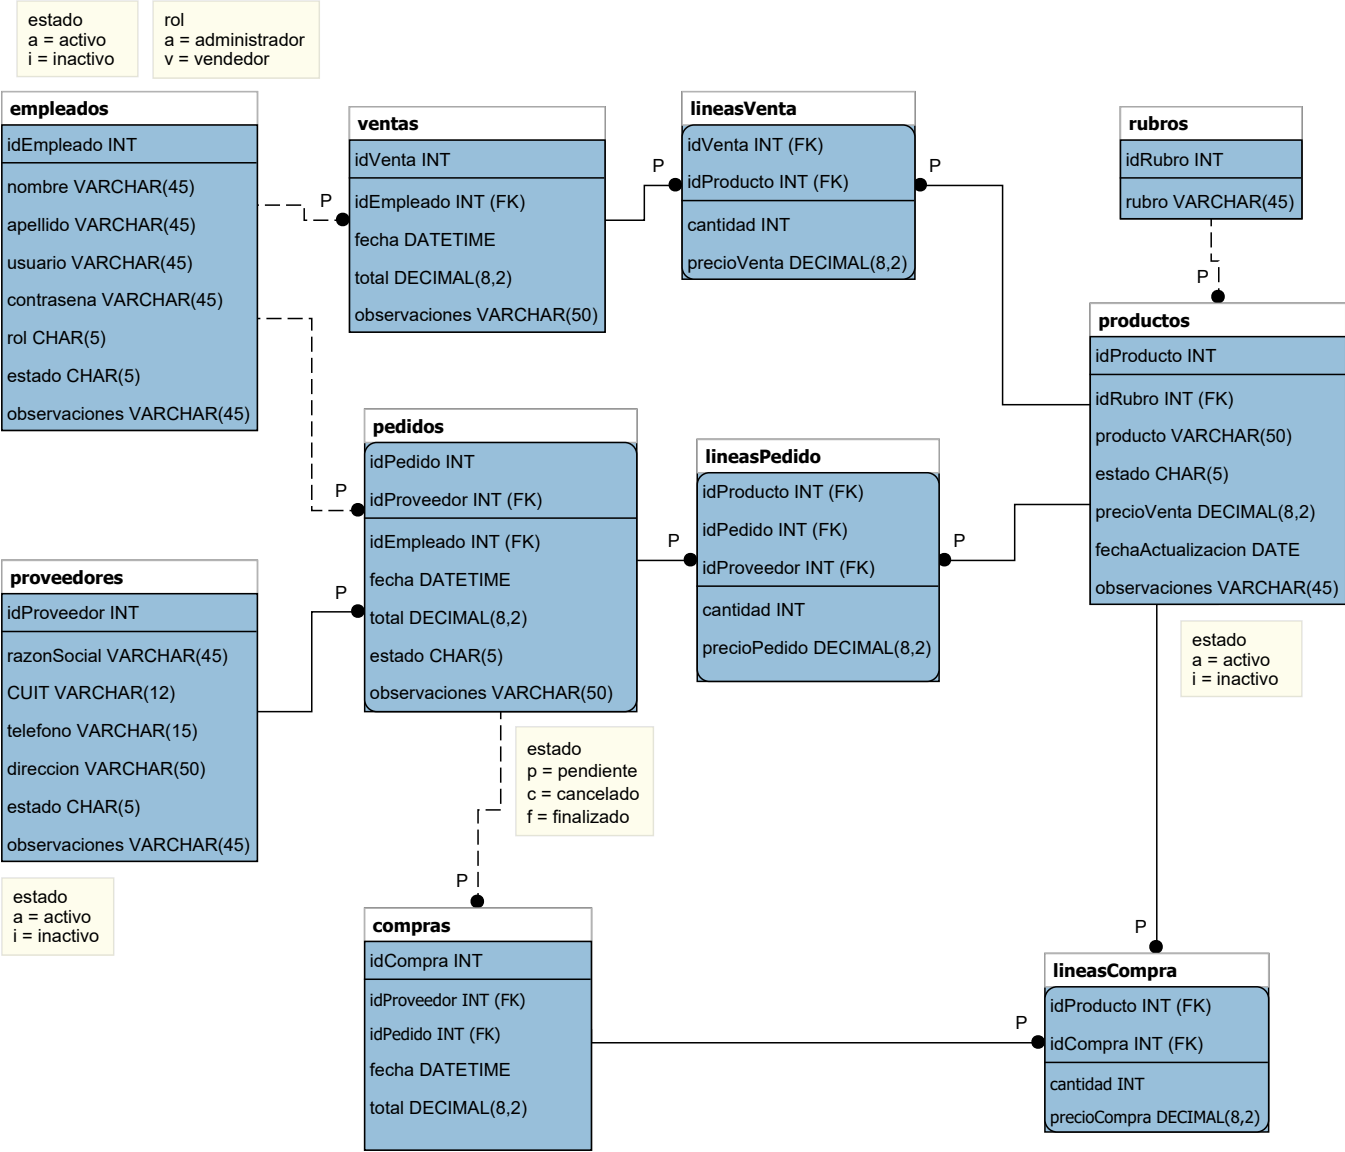 estado
a = activo
i = inactivo
rol
a = administrador
v = vendedor
empleados
idEmpleado INT
nombre VARCHAR(45)
apellido VARCHAR(45)
usuario VARCHAR(45)
contrasena VARCHAR(45)
rol CHAR(5)
estado CHAR(5)
observaciones VARCHAR(45)
P
ventas
idVenta INT
idEmpleado INT (FK)
fecha DATETIME
total DECIMAL(8,2)
observaciones VARCHAR(50)
P
lineasVenta
idVenta INT (FK)
idProducto INT (FK)
cantidad INT
precioVenta DECIMAL(8,2)
P
rubros
idRubro INT
rubro VARCHAR(45)
P
productos
idProducto INT
idRubro INT (FK)
producto VARCHAR(50)
estado CHAR(5)
precioVenta DECIMAL(8,2)
fechaActualizacion DATE
observaciones VARCHAR(45)
estado
a = activo
i = inactivo
P
pedidos
idPedido INT
idProveedor INT (FK)
idEmpleado INT (FK)
fecha DATETIME
total DECIMAL(8,2)
estado CHAR(5)
observaciones VARCHAR(50)
P
lineasPedido
idProducto INT (FK)
idPedido INT (FK)
idProveedor INT (FK)
cantidad INT
precioPedido DECIMAL(8,2)
P
proveedores
idProveedor INT
razonSocial VARCHAR(45)
CUIT VARCHAR(12)
telefono VARCHAR(15)
direccion VARCHAR(50)
estado CHAR(5)
observaciones VARCHAR(45)
P
estado
a = activo
i = inactivo
estado
p = pendiente
c = cancelado
f = finalizado
P
compras
idCompra INT
idProveedor INT (FK)
idPedido INT (FK)
fecha DATETIME
total DECIMAL(8,2)
P
P
lineasCompra
idProducto INT (FK)
idCompra INT (FK)
cantidad INT
precioCompra DECIMAL(8,2)